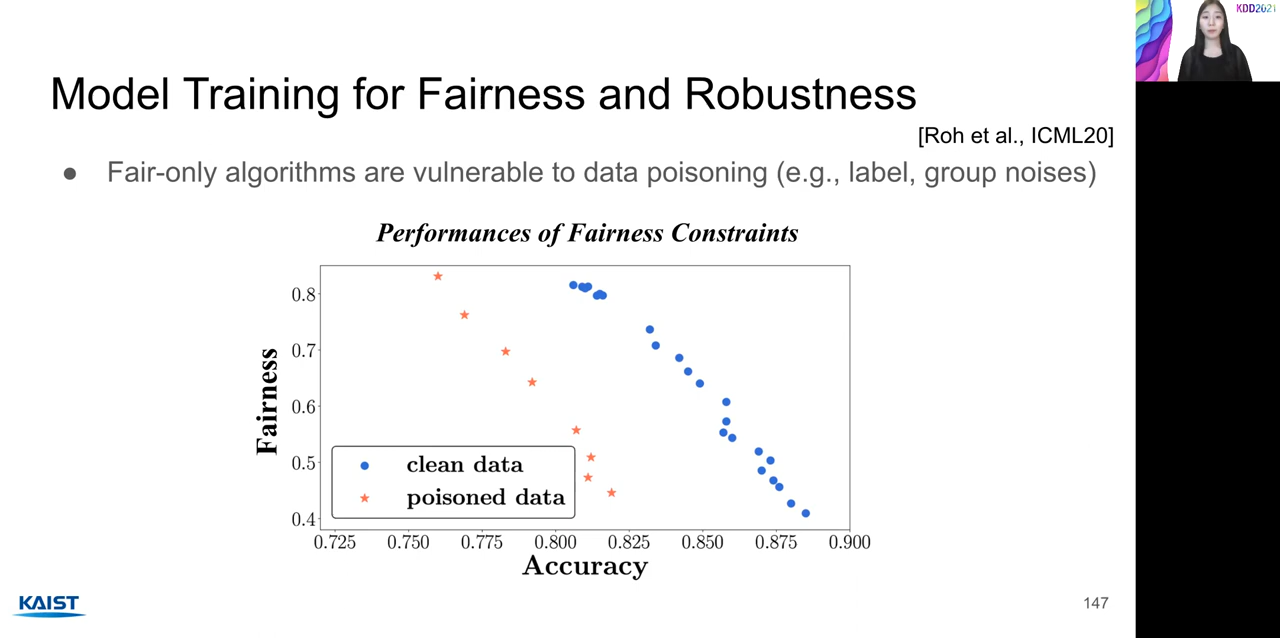 KDD2021
Model Training for Fairness and Robustness
[Roh et al., ICML20]
● Fair-only algorithms are vulnerable to data poisoning (e.g., label, group noises)
Performances of Fairness Constraints
Fairness
0.8
0.7
0.6
0.5
0.4
clean data
poisoned data
0.725 0.750 0.775 0.800 0.825 0.850 0.875 0.900
Accuracy
KAIST
147